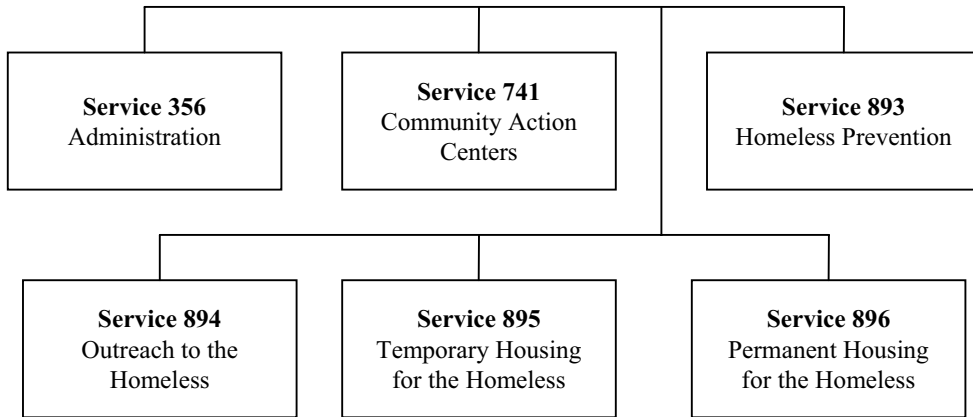 Service 356
Administration
Service 741
Community Action
Centers
Service 893
Homeless Prevention
Service 894
Outreach to the
Homeless
Service 895
Temporary Housing
for the Homeless
Service 896
Permanent Housing
for the Homeless